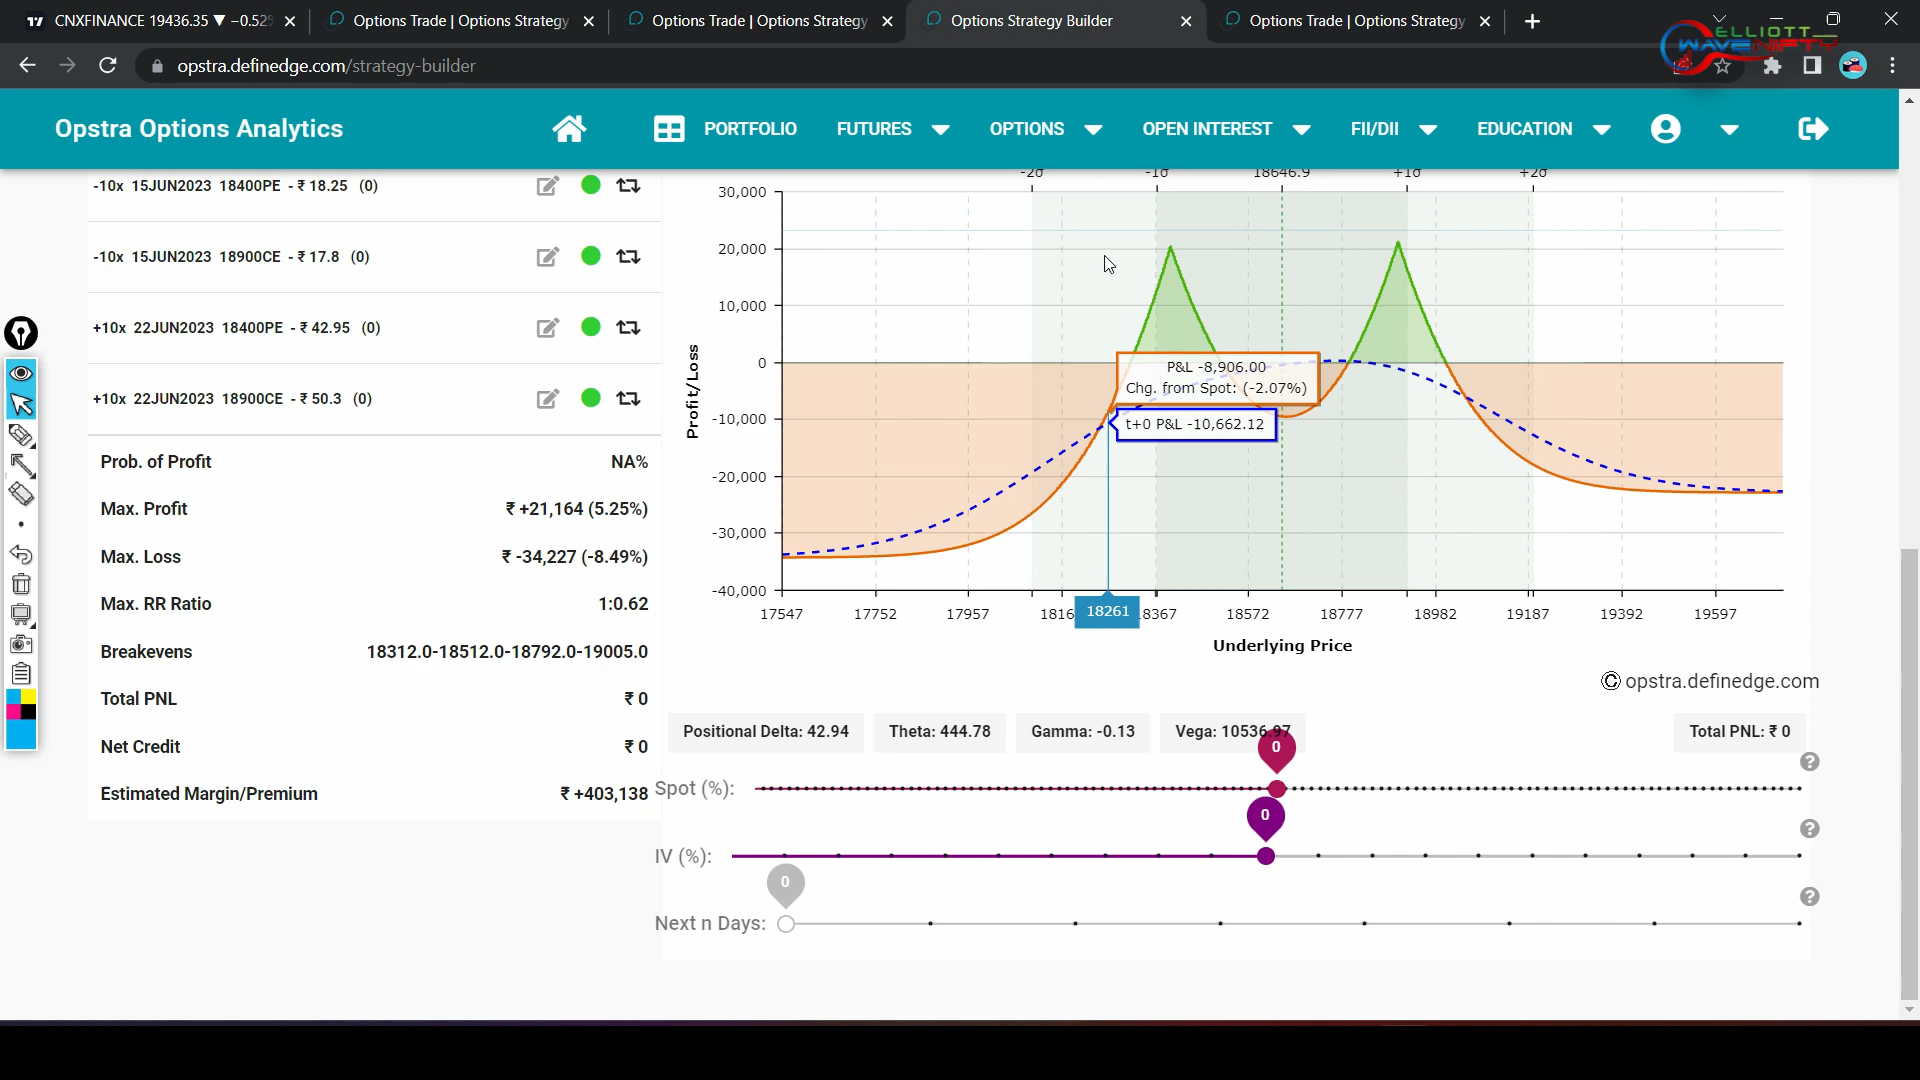 CNXFINANCE 19436.35 ▼ −0.52%
Options Trade | Options Strategy
Options Trade | Options Strategy
Options Strategy Builder
Options Trade | Options Strategy
ELLIOTT
WAVE NIFTY
opstra.definedge.com/strategy-builder
Opstra Options Analytics
PORTFOLIO
FUTURES
OPTIONS
OPEN INTEREST
FII/DII
EDUCATION
-10x 15JUN2023 18400PE - ₹ 18.25 (0)
-10x 15JUN2023 18900CE - ₹ 17.8 (0)
+10x 22JUN2023 18400PE - ₹ 42.95 (0)
+10x 22JUN2023 18900CE - ₹ 50.3 (0)
Prob. of Profit NA%
Max. Profit ₹ +21,164 (5.25%)
Max. Loss ₹ -34,227 (-8.49%)
Max. RR Ratio 1:0.62
Breakevens 18312.0-18512.0-18792.0-19005.0
Total PNL ₹ 0
Net Credit ₹ 0
Estimated Margin/Premium ₹ +403,138
-2σ -1σ 18646.9 +1σ +2σ
30,000
20,000
10,000
0
-10,000
-20,000
-30,000
-40,000
Profit/Loss
P&L -8,906.00
Chg. from Spot: (-2.07%)
t+0 P&L -10,662.12
17547 17752 17957 1816 18261 8367 18572 18777 18982 19187 19392 19597
Underlying Price
© opstra.definedge.com
Positional Delta: 42.94 Theta: 444.78 Gamma: -0.13 Vega: 10536.97 Total PNL: ₹ 0
0
Spot (%):
0
IV (%):
0
Next n Days: